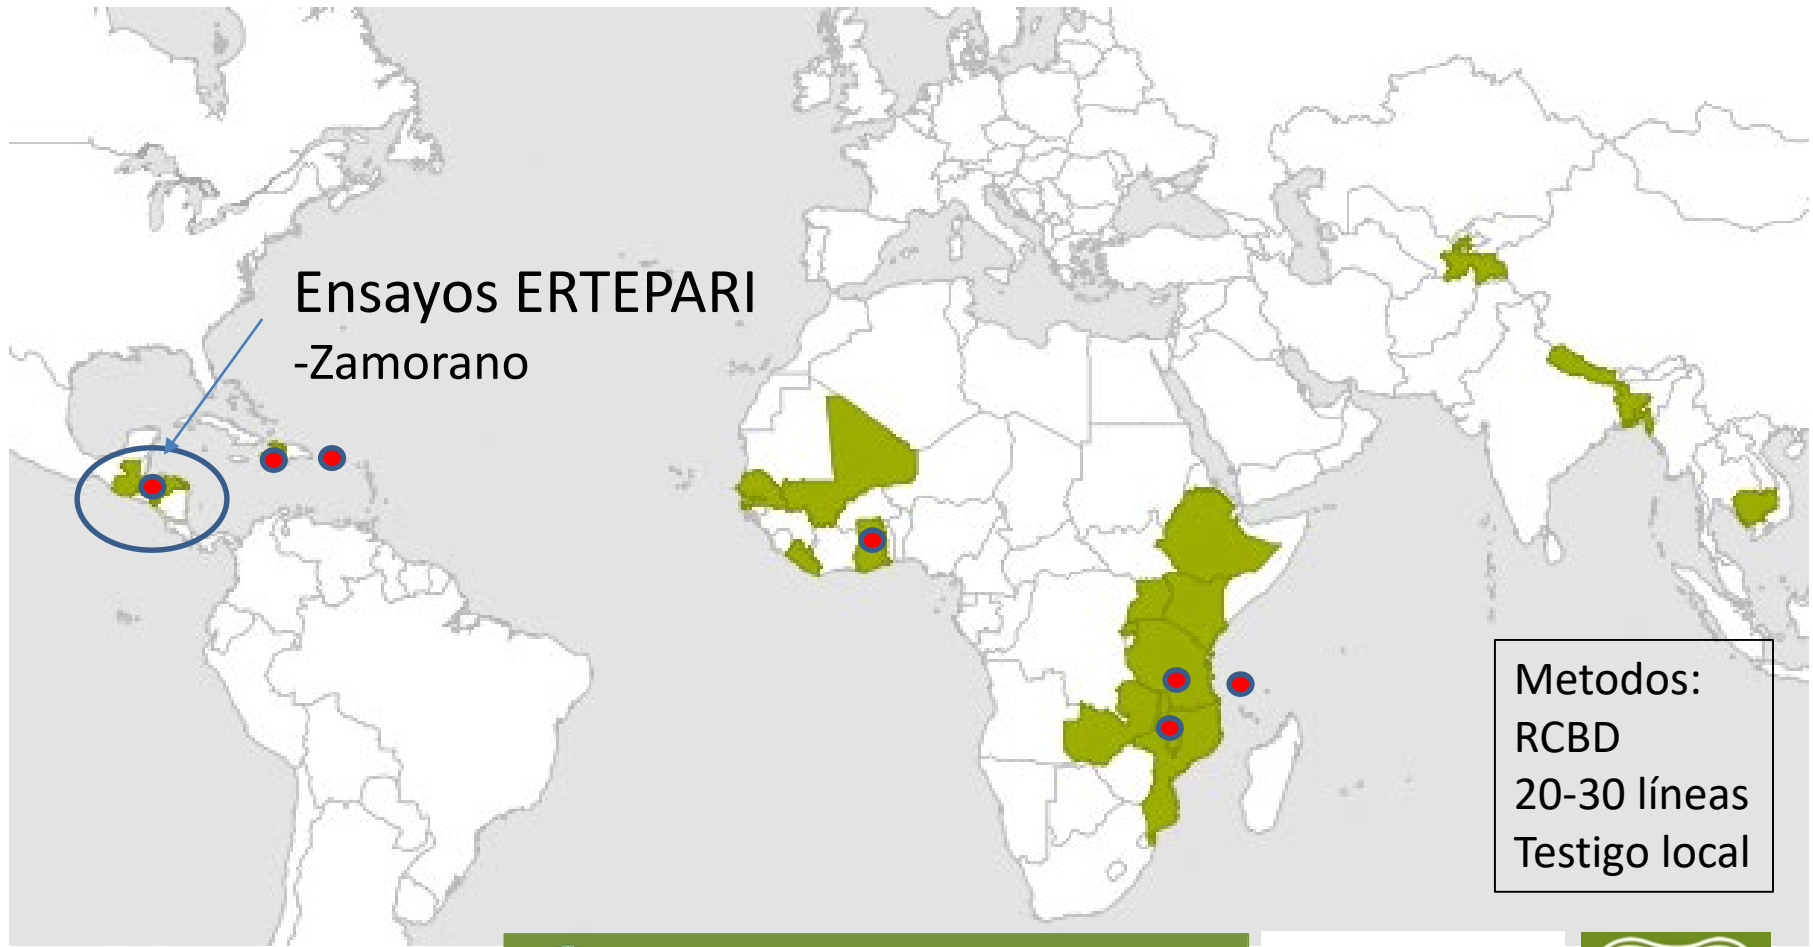 Ensayos ERTEPARI
-Zamorano
Metodos:
RCBD
20-30 líneas
Testigo local